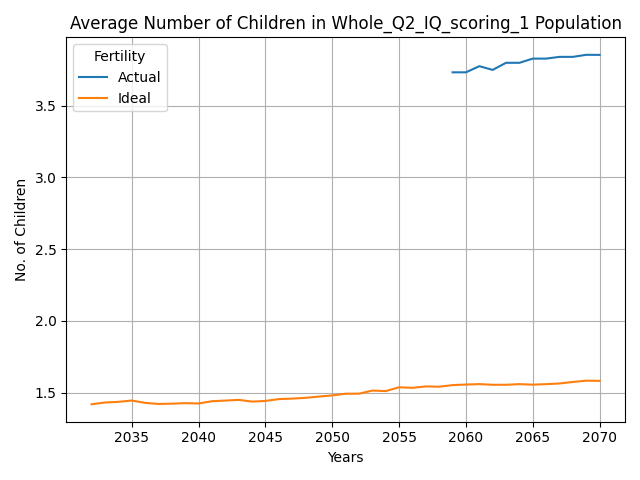 Average Number of Children in Whole_Q2_IQ_scoring_1 Population
Fertility
Actual
Ideal
No. of Children
3.5
3.0
2.5
2.0
1.5
2035 2040 2045 2050 2055 2060 2065 2070
Years